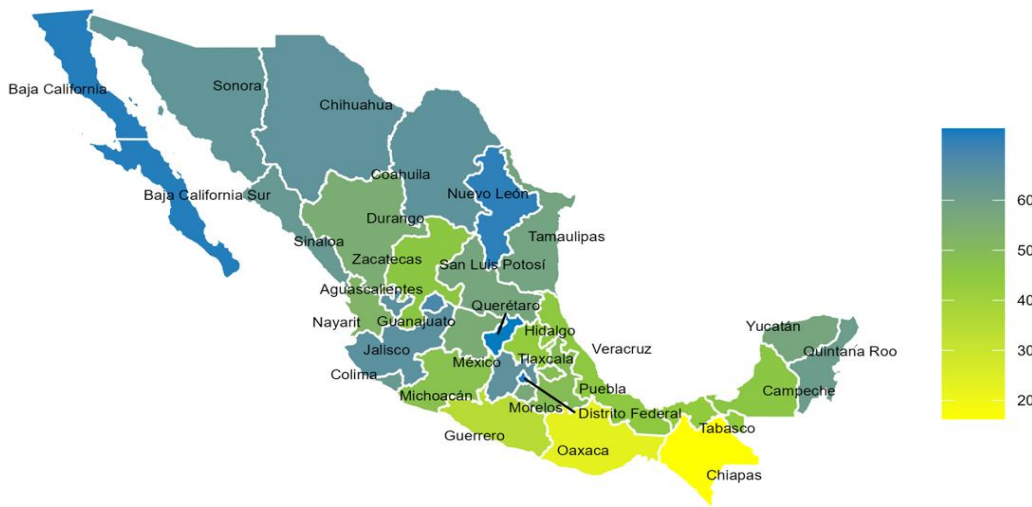 Baja California
Sonora
Chihuahua
Coahuila
Baja California Sur
Nuevo León
Durango
Sinaloa
Tamaulipas
Zacatecas
San Luis Potosí
Aguascalientes
Querétaro
Nayarit
Guanajuato
Hidalgo
Yucatán
Jalisco
Veracruz
Quintana Roo
Colima
México
Tlaxcala
Michoacán
Puebla
Campeche
Morelos
Distrito Federal
Tabasco
Guerrero
Oaxaca
Chiapas
60
50
40
30
20